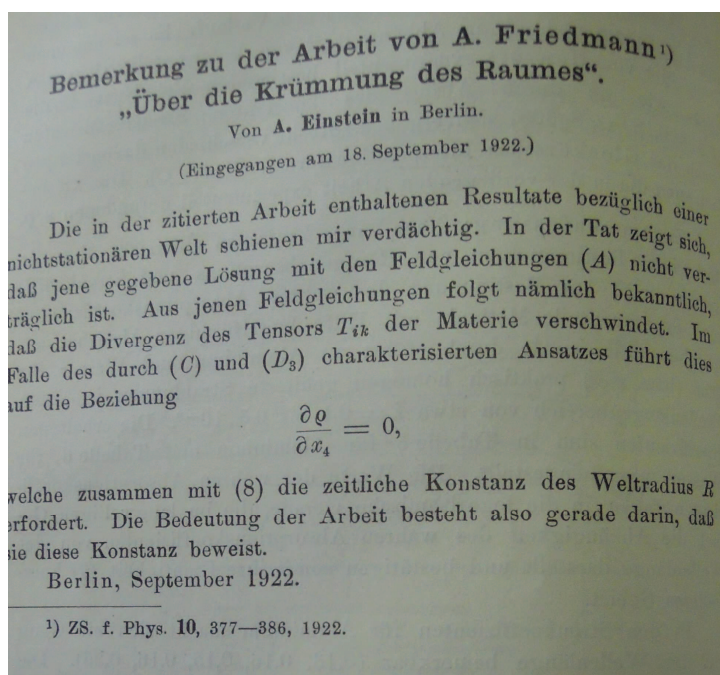 Bemerkung zu der Arbeit von A. Friedmann¹)
„Über die Krümmung des Raumes“.
Von A. Einstein in Berlin.
(Eingegangen am 18. September 1922.)
Die in der zitierten Arbeit enthaltenen Resultate bezüglich einer
nichtstationären Welt schienen mir verdächtig. In der Tat zeigt sich,
daß jene gegebene Lösung mit den Feldgleichungen (A) nicht ver-
träglich ist. Aus jenen Feldgleichungen folgt nämlich bekanntlich,
daß die Divergenz des Tensors Tᵢₖ der Materie verschwindet. Im
Falle des durch (C) und (D₃) charakterisierten Ansatzes führt dies
auf die Beziehung
∂ϱ/∂x₄ = 0,
welche zusammen mit (8) die zeitliche Konstanz des Weltradius R
erfordert. Die Bedeutung der Arbeit besteht also gerade darin, daß
sie diese Konstanz beweist.
Berlin, September 1922.
¹) ZS. f. Phys. 10, 377—386, 1922.